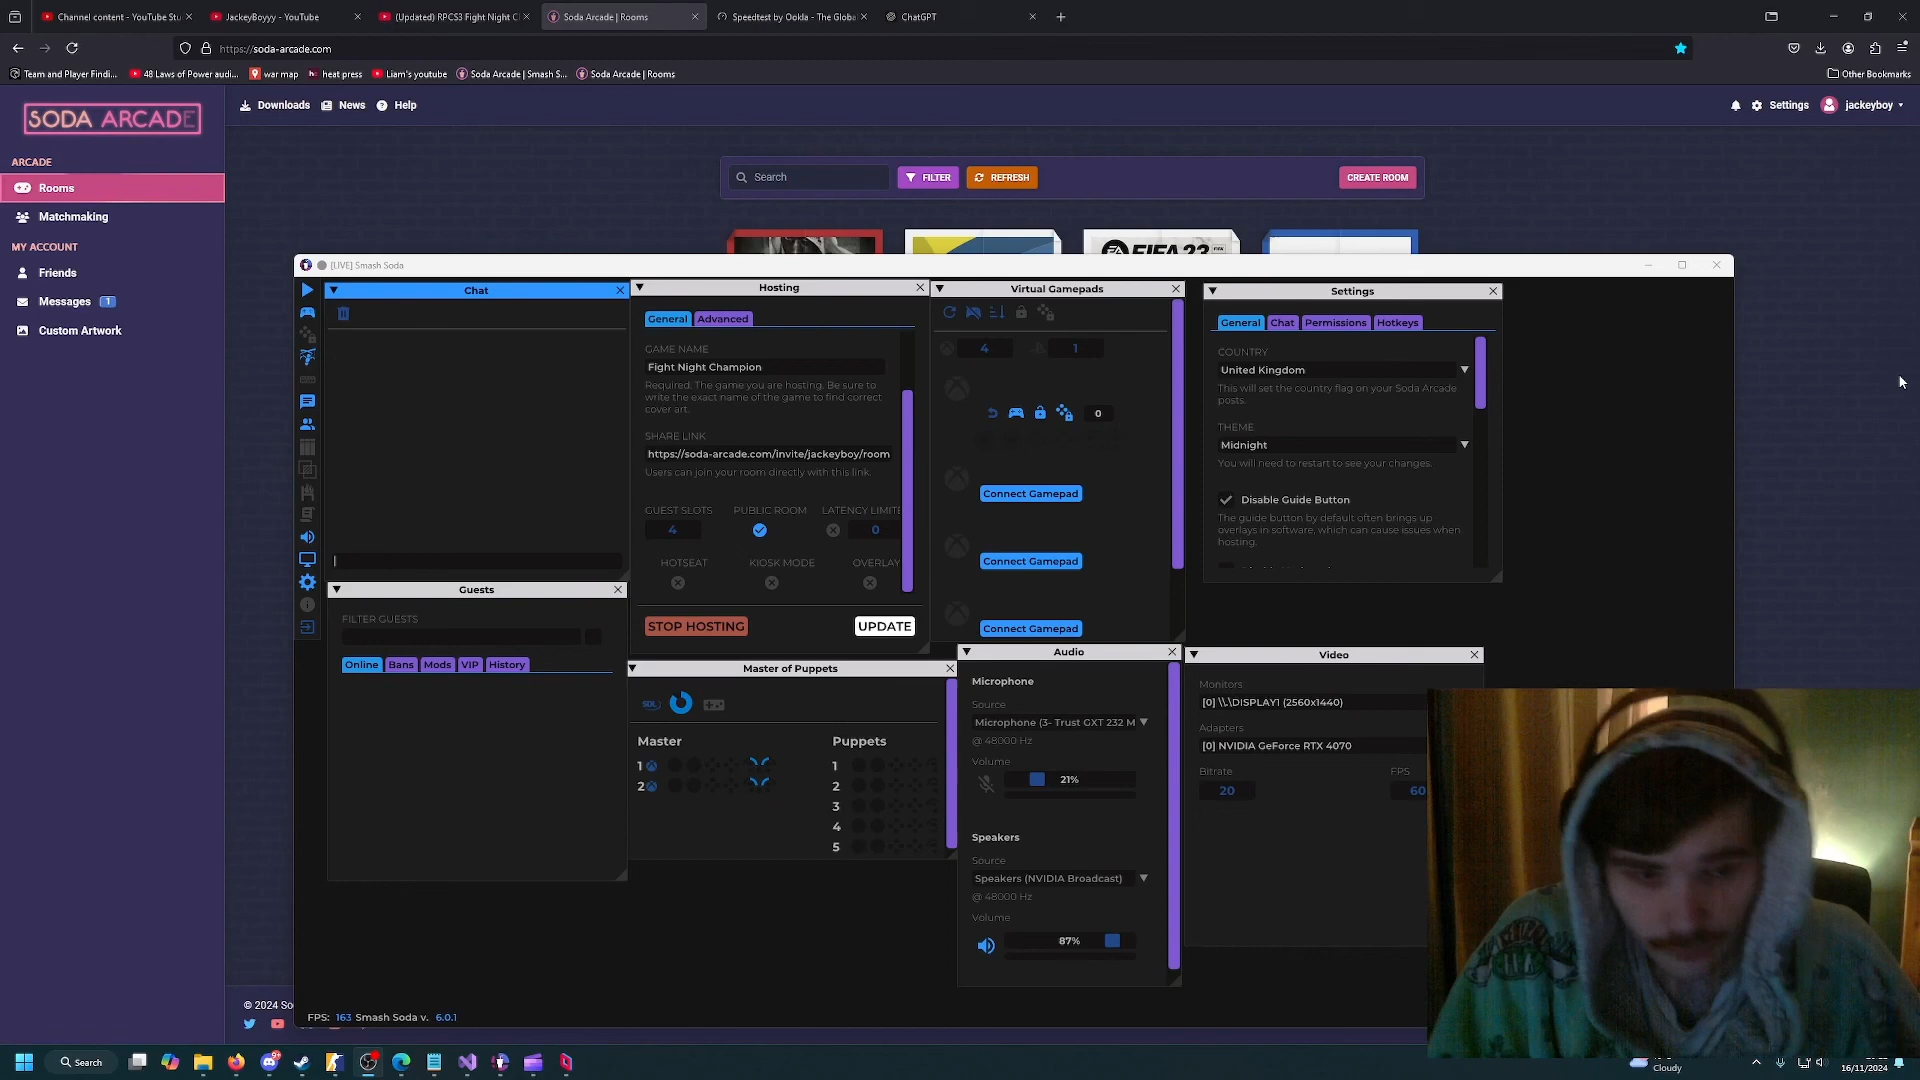 Channel content - YouTube Stu
JackeyBoyyy - YouTube
(Updated) RPCS3 Fight Night C
Soda Arcade | Rooms
Speedtest by Ookla - The Globa
ChatGPT
https://soda-arcade.com
Team and Player Findi...
48 Laws of Power audi...
war map
heat press
Liam's youtube
Soda Arcade | Smash S...
Soda Arcade | Rooms
Other Bookmarks
SODA ARCADE
Downloads
News
Help
Settings
jackeyboy
ARCADE
Rooms
Matchmaking
MY ACCOUNT
Friends
Messages 1
Custom Artwork
Search
FILTER
REFRESH
CREATE ROOM
EA FIFA 23
[LIVE] Smash Soda
Chat
Hosting
General
Advanced
GAME NAME
Fight Night Champion
Required. The game you are hosting. Be sure to
write the exact name of the game to find correct
cover art.
SHARE LINK
https://soda-arcade.com/invite/jackeyboy/room
Users can join your room directly with this link.
GUEST SLOTS
PUBLIC ROOM
LATENCY LIMITE
4
0
HOTSEAT
KIOSK MODE
OVERLAY
STOP HOSTING
UPDATE
Virtual Gamepads
4
1
0
Connect Gamepad
Connect Gamepad
Connect Gamepad
Settings
General
Chat
Permissions
Hotkeys
COUNTRY
United Kingdom
This will set the country flag on your Soda Arcade
posts.
THEME
Midnight
You will need to restart to see your changes.
Disable Guide Button
The guide button by default often brings up
overlays in software, which can cause issues when
hosting.
Guests
FILTER GUESTS
Online
Bans
Mods
VIP
History
Master of Puppets
SDL
Master
Puppets
1
2
1
2
3
4
5
Audio
Microphone
Source
Microphone (3- Trust GXT 232 M
@ 48000 Hz
Volume
21%
Speakers
Source
Speakers (NVIDIA Broadcast)
@ 48000 Hz
Volume
87%
Video
Monitors
[0] \\.\DISPLAY1 (2560x1440)
Adapters
[0] NVIDIA GeForce RTX 4070
Bitrate
FPS
20
60
© 2024 So
FPS: 163 Smash Soda v. 6.0.1
Search
Cloudy
16/11/2024